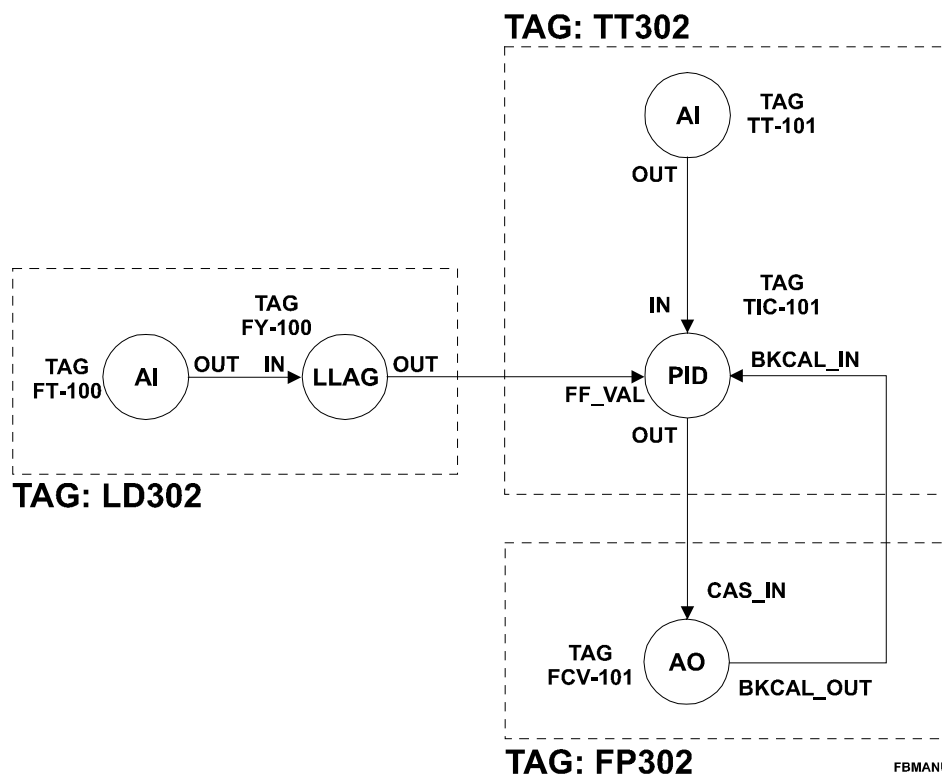 TAG: TT302
AI
TAG
TT-101
OUT
TAG
TIC-101
IN
TAG
FY-100
TAG
FT-100
AI
OUT
IN
LLAG
OUT
FF_VAL
PID
BKCAL_IN
OUT
TAG: LD302
CAS_IN
TAG
FCV-101
AO
BKCAL_OUT
TAG: FP302